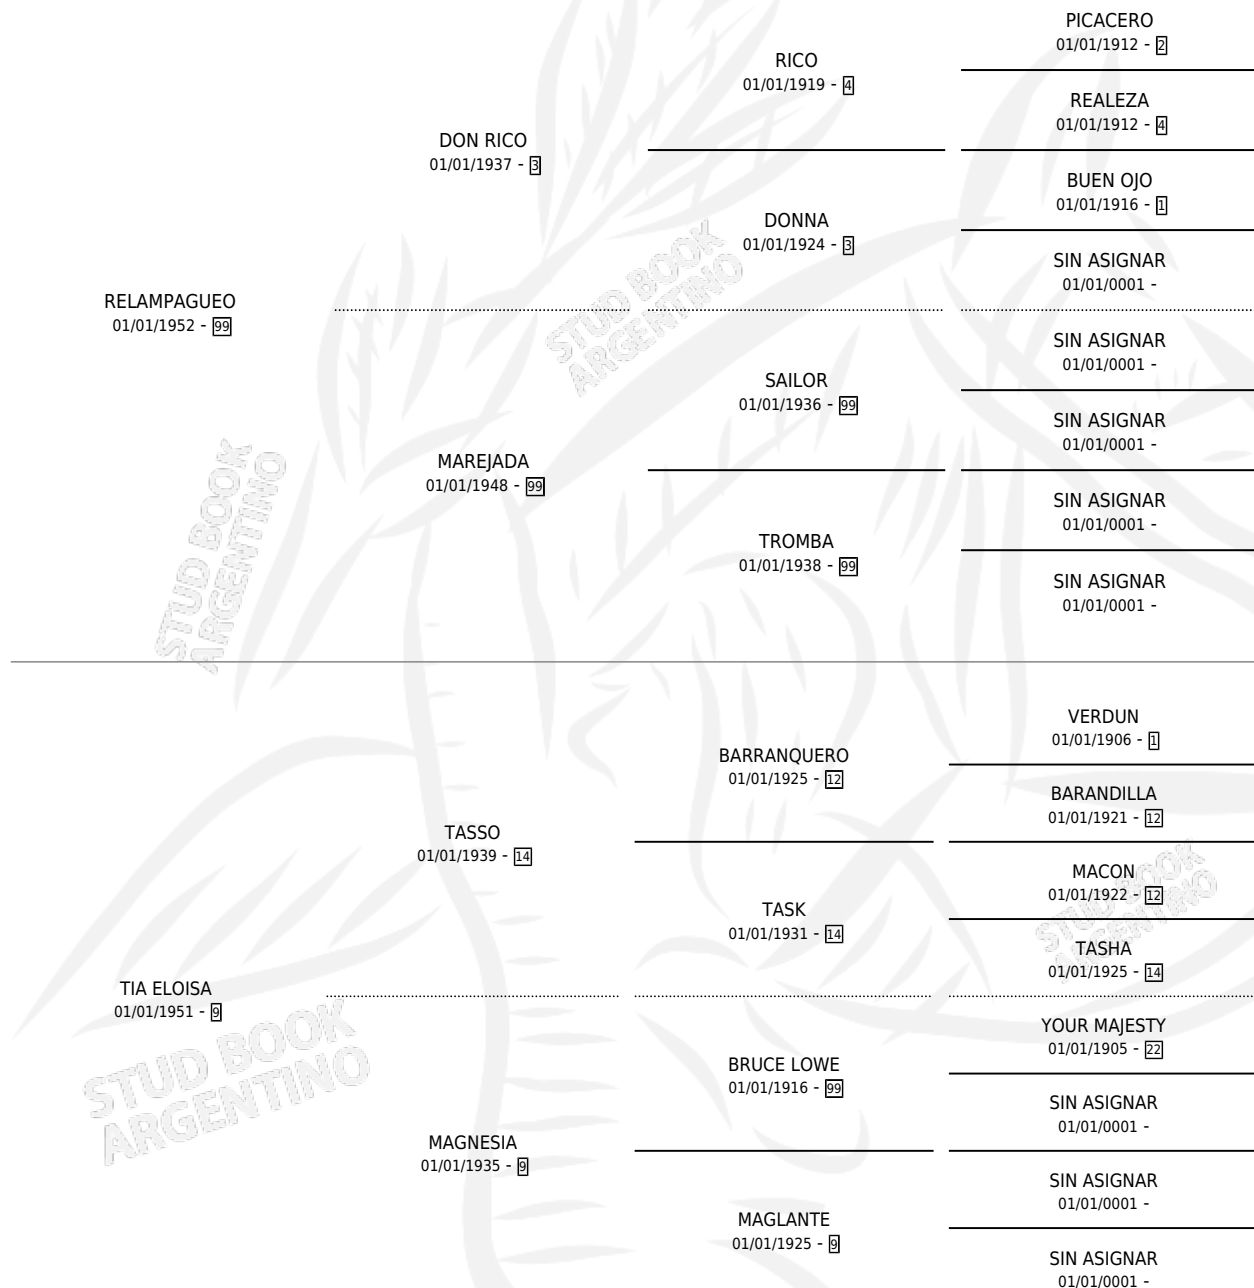 PICACERO
01/01/1912 - 2
RICO
01/01/1919 - 4
REALEZA
01/01/1912 - 4
DON RICO
01/01/1937 - 3
BUEN OJO
01/01/1916 - 1
DONNA
01/01/1924 - 3
SIN ASIGNAR
01/01/0001 -
RELAMPAGUEO
01/01/1952 - 99
SIN ASIGNAR
01/01/0001 -
SAILOR
01/01/1936 - 99
SIN ASIGNAR
01/01/0001 -
MAREJADA
01/01/1948 - 99
SIN ASIGNAR
01/01/0001 -
TROMBA
01/01/1938 - 99
SIN ASIGNAR
01/01/0001 -
STUD BOOK
ARGENTINO
STUD BOOK
ARGENTINO
VERDUN
01/01/1906 - 1
BARRANQUERO
01/01/1925 - 12
BARANDILLA
01/01/1921 - 12
TASSO
01/01/1939 - 14
MACON
01/01/1922 - 12
TASK
01/01/1931 - 14
TASHA
01/01/1925 - 14
TIA ELOISA
01/01/1951 - 9
YOUR MAJESTY
01/01/1905 - 22
BRUCE LOWE
01/01/1916 - 99
SIN ASIGNAR
01/01/0001 -
MAGNESIA
01/01/1935 - 9
SIN ASIGNAR
01/01/0001 -
MAGLANTE
01/01/1925 - 9
SIN ASIGNAR
01/01/0001 -
STUD BOOK
ARGENTINO
STUD BOOK
ARGENTINO